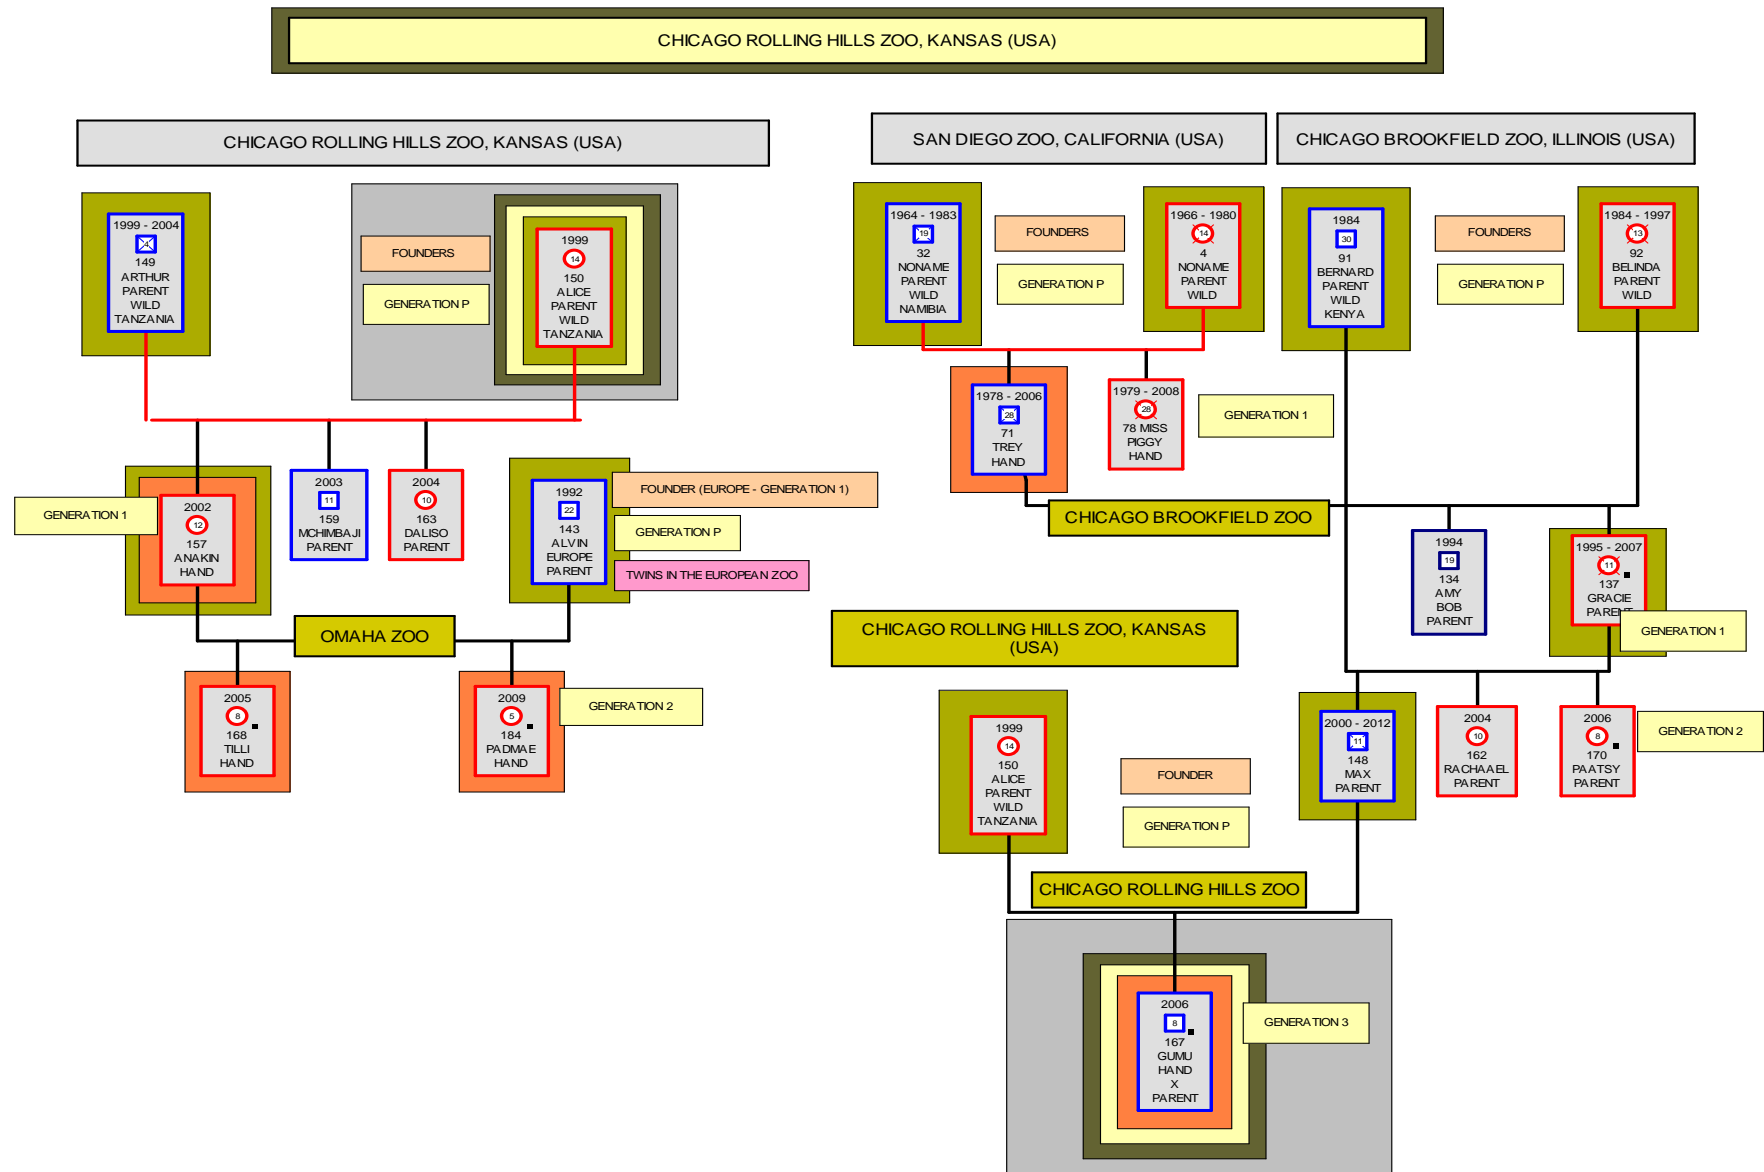 CHICAGO ROLLING HILLS ZOO, KANSAS (USA)
CHICAGO ROLLING HILLS ZOO, KANSAS (USA)
SAN DIEGO ZOO, CALIFORNIA (USA)
CHICAGO BROOKFIELD ZOO, ILLINOIS (USA)
1999 - 2004
149
ARTHUR
PARENT
WILD
TANZANIA
FOUNDERS
GENERATION P
1999
14
150
ALICE
PARENT
WILD
TANZANIA
1964 - 1983
19
32
NONAME
PARENT
WILD
NAMIBIA
FOUNDERS
GENERATION P
1966 - 1980
14
4
NONAME
PARENT
WILD
1984
30
91
BERNARD
PARENT
WILD
KENYA
FOUNDERS
GENERATION P
1984 - 1997
13
92
BELINDA
PARENT
WILD
1978 - 2006
28
71
TREY
HAND
1979 - 2008
28
78 MISS
PIGGY
HAND
GENERATION 1
GENERATION 1
2002
12
157
ANAKIN
HAND
2003
11
159
MCHIMBAJI
PARENT
2004
10
163
DALISO
PARENT
1992
22
143
ALVIN
EUROPE
PARENT
FOUNDER (EUROPE - GENERATION 1)
GENERATION P
TWINS IN THE EUROPEAN ZOO
CHICAGO BROOKFIELD ZOO
1994
19
134
AMY
BOB
PARENT
1995 - 2007
11
137
GRACIE
PARENT
GENERATION 1
OMAHA ZOO
CHICAGO ROLLING HILLS ZOO, KANSAS
(USA)
2005
8
168
TILLI
HAND
2009
5
184
PADMAE
HAND
GENERATION 2
1999
14
150
ALICE
PARENT
WILD
TANZANIA
FOUNDER
GENERATION P
2000 - 2012
11
148
MAX
PARENT
2004
10
162
RACHAAEL
PARENT
2006
8
170
PAATSY
PARENT
GENERATION 2
CHICAGO ROLLING HILLS ZOO
2006
8
167
GUMU
HAND
X
PARENT
GENERATION 3